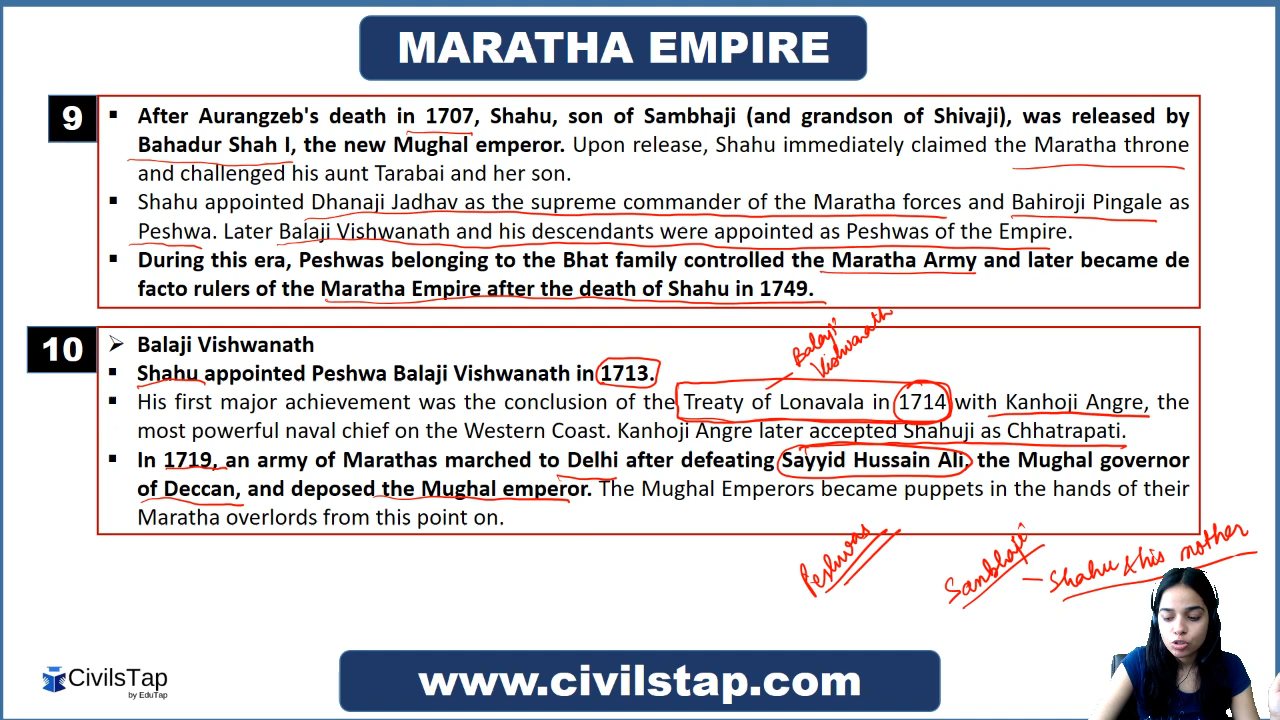 MARATHA EMPIRE
9
▪ After Aurangzeb's death in 1707, Shahu, son of Sambhaji (and grandson of Shivaji), was released by
Bahadur Shah I, the new Mughal emperor. Upon release, Shahu immediately claimed the Maratha throne
and challenged his aunt Tarabai and her son.
▪ Shahu appointed Dhanaji Jadhav as the supreme commander of the Maratha forces and Bahiroji Pingale as
Peshwa. Later Balaji Vishwanath and his descendants were appointed as Peshwas of the Empire.
▪ During this era, Peshwas belonging to the Bhat family controlled the Maratha Army and later became de
facto rulers of the Maratha Empire after the death of Shahu in 1749.
10
➢ Balaji Vishwanath
Balaji
Vishwanath
▪ Shahu appointed Peshwa Balaji Vishwanath in 1713.
▪ His first major achievement was the conclusion of the Treaty of Lonavala in 1714 with Kanhoji Angre, the
most powerful naval chief on the Western Coast. Kanhoji Angre later accepted Shahuji as Chhatrapati.
▪ In 1719, an army of Marathas marched to Delhi after defeating Sayyid Hussain Ali, the Mughal governor
of Deccan, and deposed the Mughal emperor. The Mughal Emperors became puppets in the hands of their
Maratha overlords from this point on.
Peshwas
Sambhaji – Shahu & his mother
CivilsTap
by EduTap
www.civilstap.com